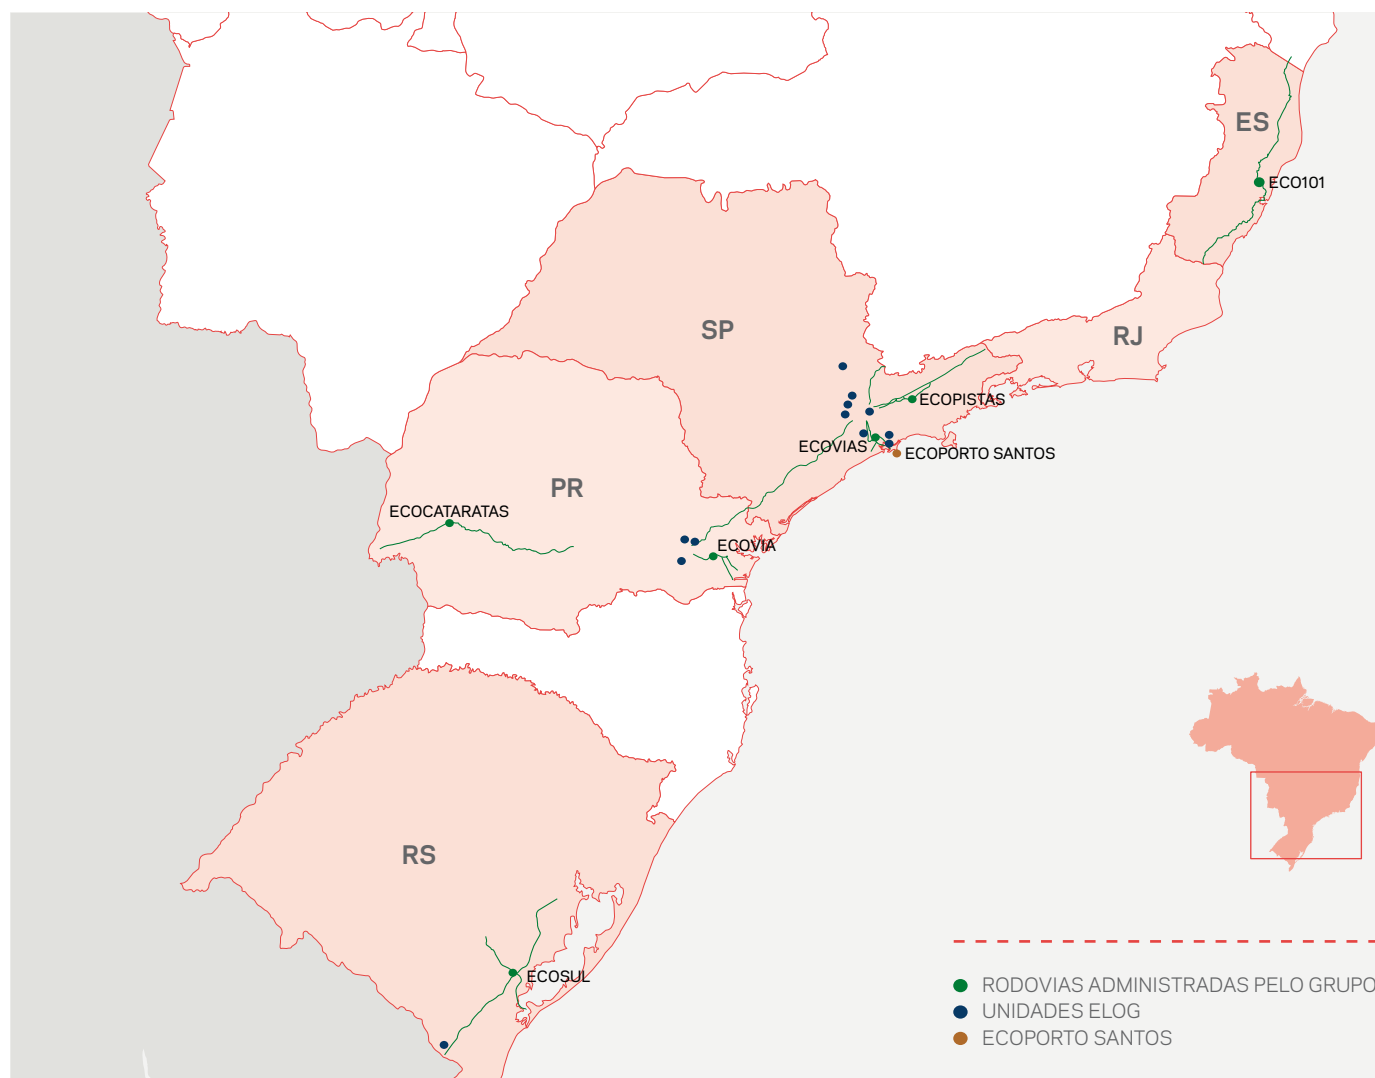 ES
ECO101
SP
RJ
ECOPISTAS
ECOVIAS
ECOPORTO SANTOS
PR
ECOCATARATAS
ECOVIA
RS
ECOSUL
RODOVIAS ADMINISTRADAS PELO GRUPO
UNIDADES ELOG
ECOPORTO SANTOS